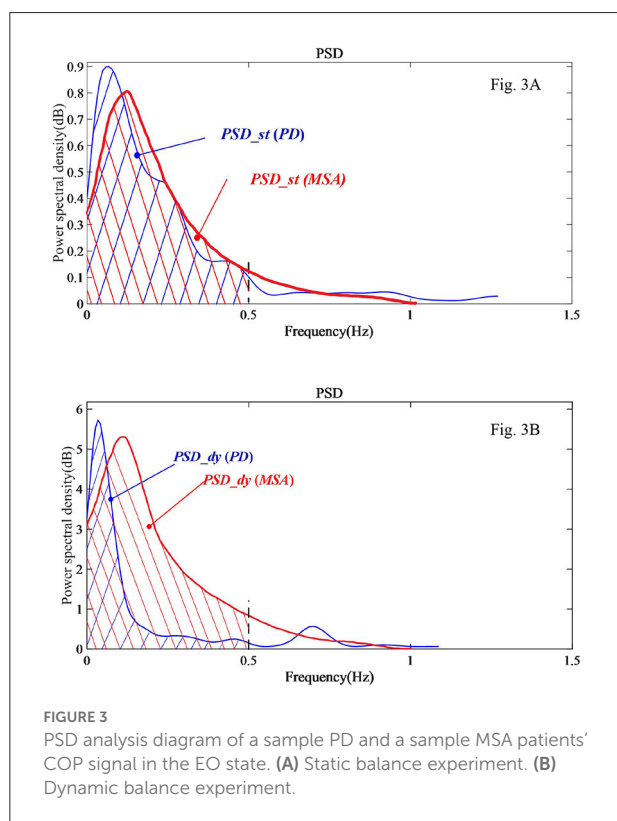 PSD
Fig. 3A
Power spectral density(dB)
0.9
0.8
0.7
0.6
0.5
0.4
0.3
0.2
0.1
0
PSD_st (PD)
PSD_st (MSA)
0
0.5
1
1.5
Frequency(Hz)
PSD
Fig. 3B
Power spectral density(dB)
6
5
4
3
2
1
0
PSD_dy (PD)
PSD_dy (MSA)
0
0.5
1
1.5
Frequency(Hz)
FIGURE 3
PSD analysis diagram of a sample PD and a sample MSA patients'
COP signal in the EO state. (A) Static balance experiment. (B)
Dynamic balance experiment.